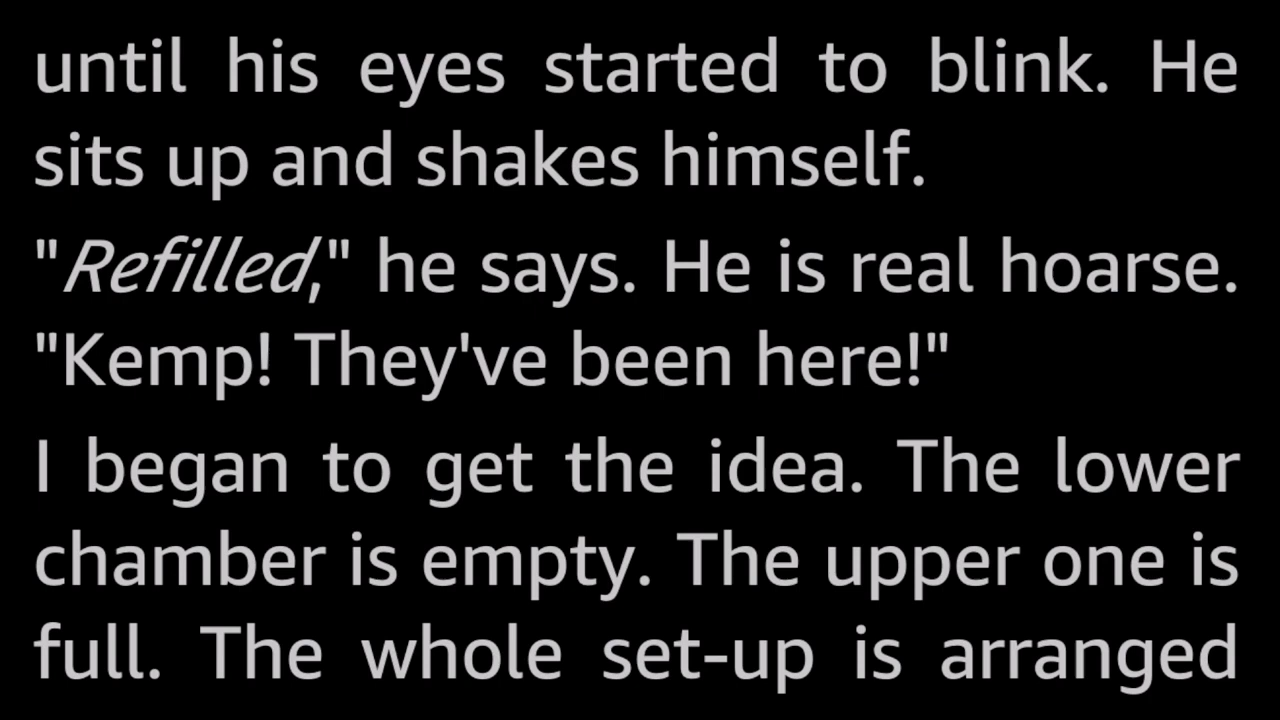 until his eyes started to blink. He
sits up and shakes himself.
"Refilled," he says. He is real hoarse.
"Kemp! They've been here!"
I began to get the idea. The lower
chamber is empty. The upper one is
full. The whole set-up is arranged